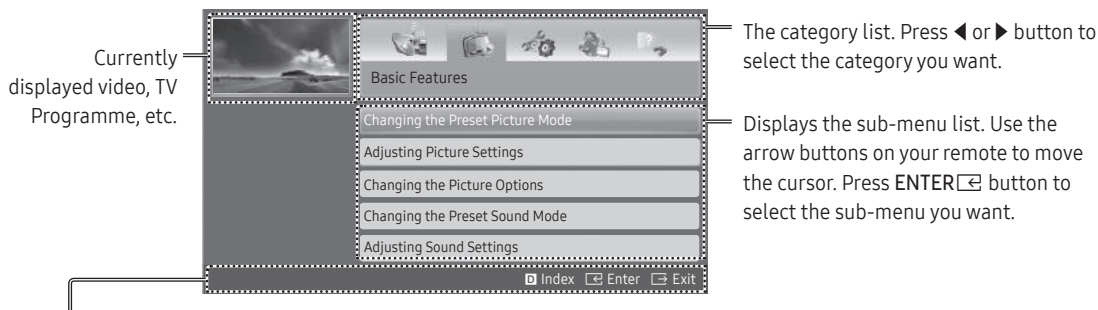 Currently
displayed video, TV
Programme, etc.
Basic Features
The category list. Press ◀ or ▶ button to
select the category you want.
Changing the Preset Picture Mode
Adjusting Picture Settings
Changing the Picture Options
Changing the Preset Sound Mode
Adjusting Sound Settings
Displays the sub-menu list. Use the
arrow buttons on your remote to move
the cursor. Press ENTER button to
select the sub-menu you want.
D Index Enter Exit